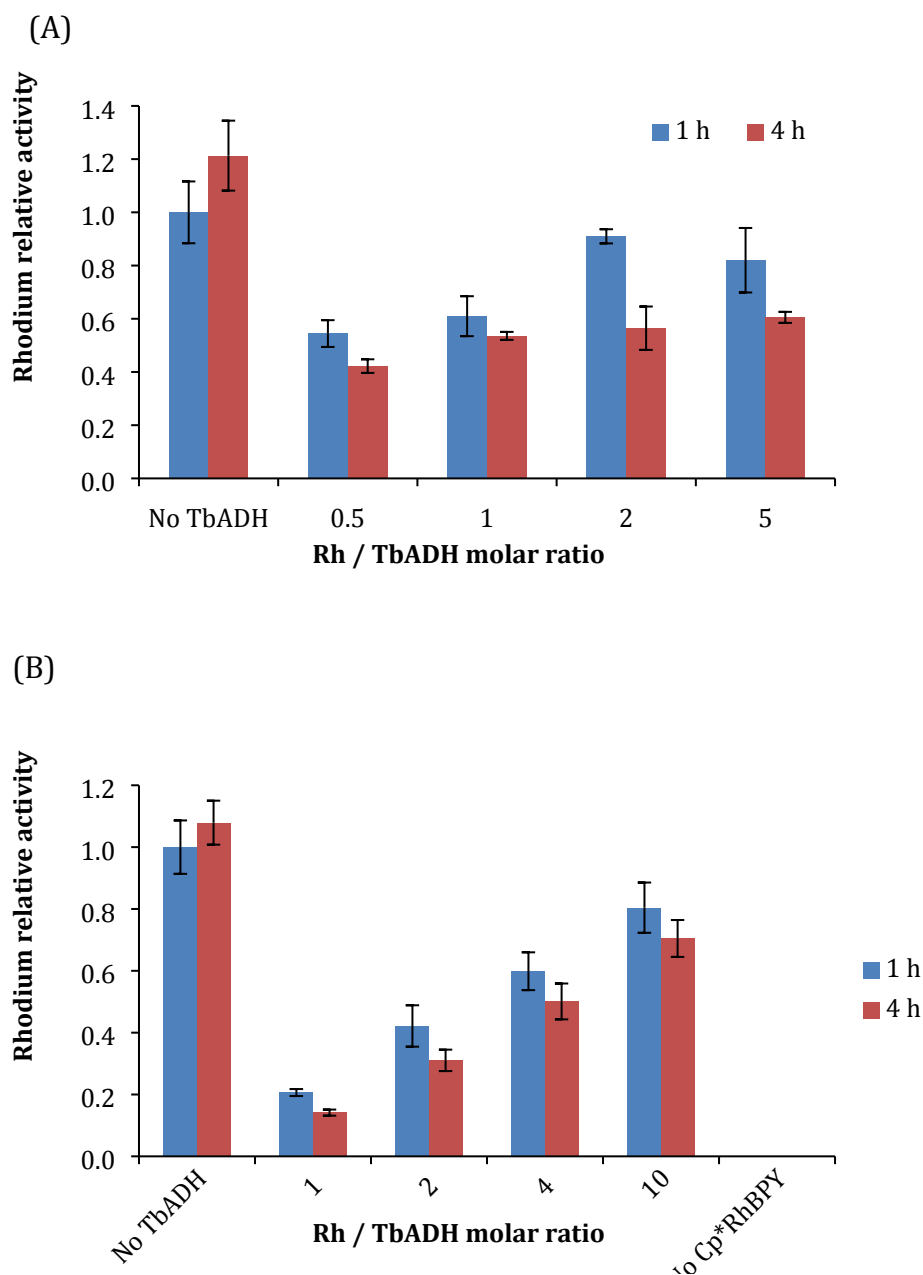 (A)
Rhodium relative activity
1.4
1.2
1.0
0.8
0.6
0.4
0.2
0.0
1 h 4 h
No TbADH 0.5 1 2 5
Rh / TbADH molar ratio
(B)
Rhodium relative activity
1.2
1.0
0.8
0.6
0.4
0.2
0.0
1 h
4 h
No TbADH 1 2 4 10 o Cp*RhBPY
Rh / TbADH molar ratio